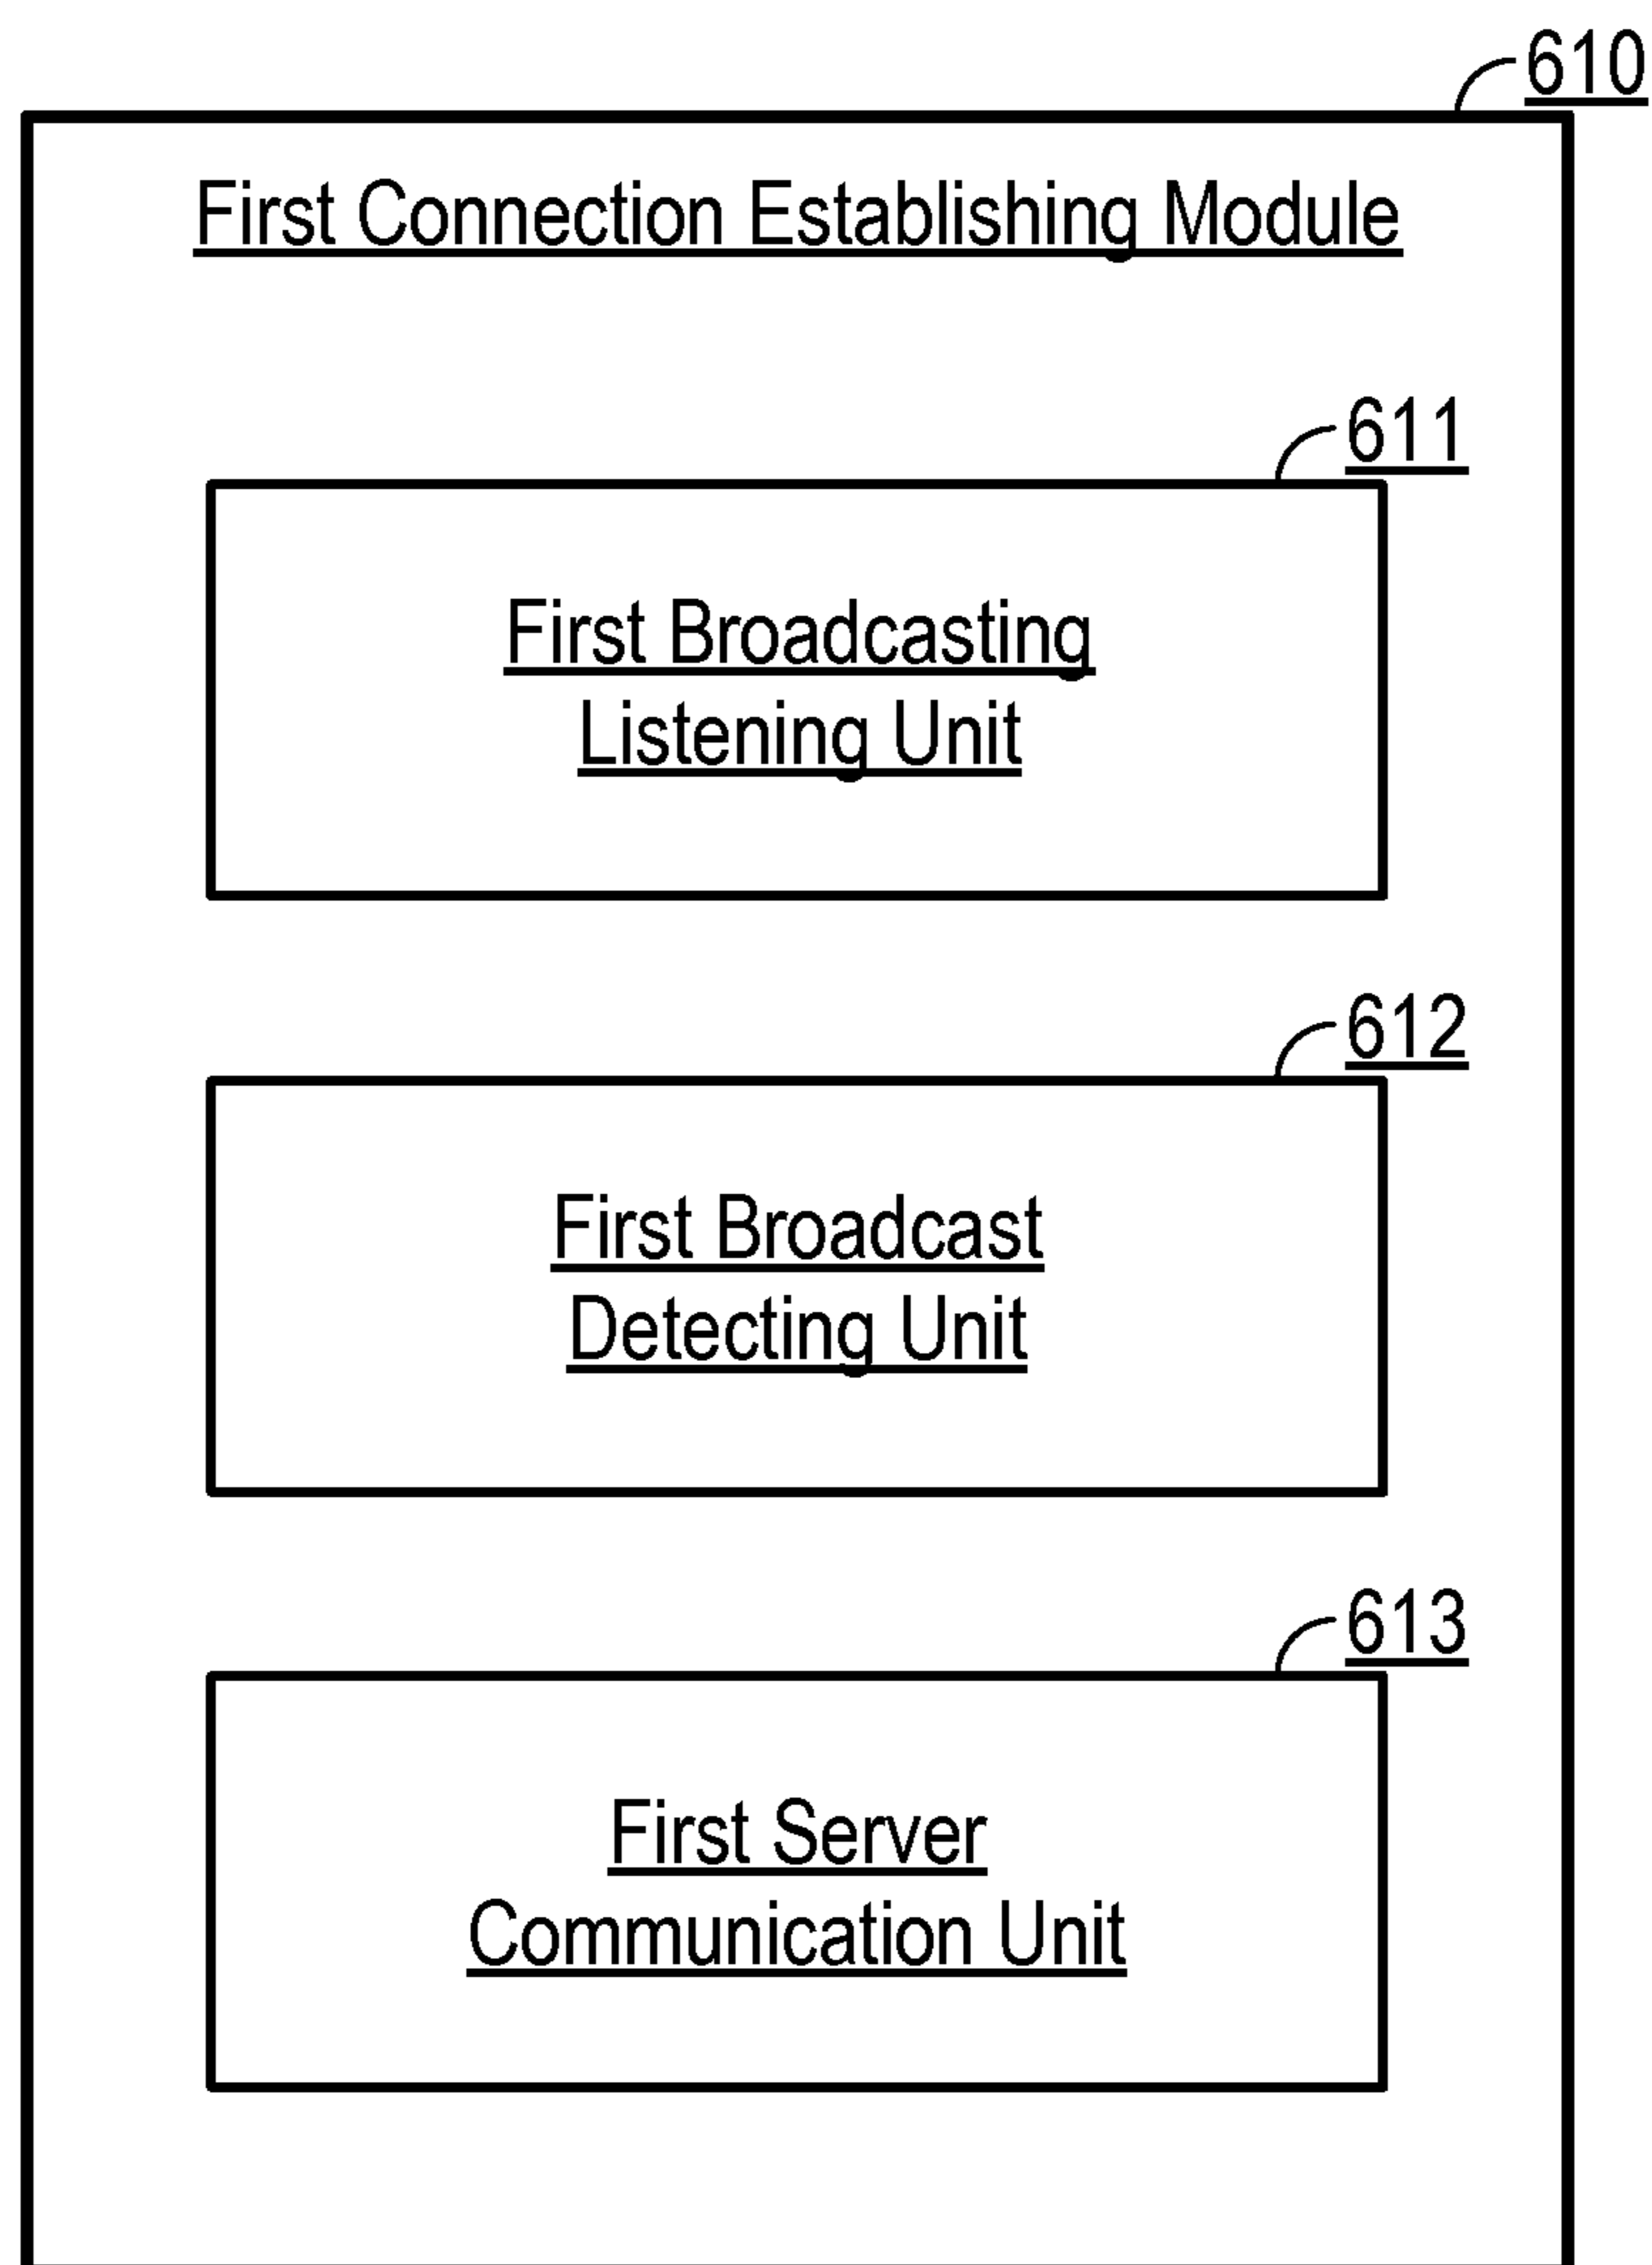 610
First Connection Establishing Module
611
First Broadcasting
Listening Unit
612
First Broadcast
Detecting Unit
613
First Server
Communication Unit